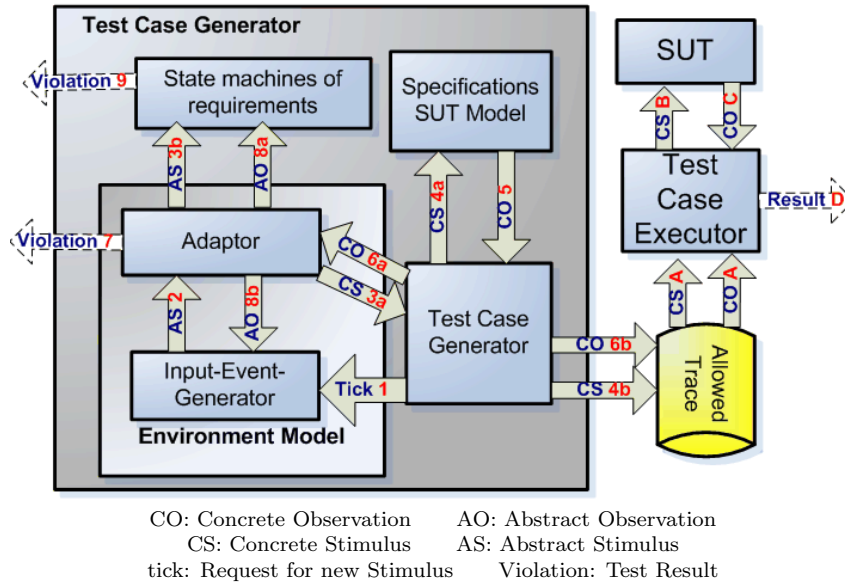 Test Case Generator
SUT
Violation 9
State machines of
requirements
Specifications
SUT Model
CS B
CO C
AS 3b
AO 8a
CS 4a
CO 5
Test
Case
Executor
Result D
Violation 7
Adaptor
CO 6a
CS 3a
CS A
CO A
AS 2
AO 8b
Test Case
Generator
CO 6b
Allowed
Trace
Input-Event-
Generator
Tick 1
CS 4b
Environment Model
CO: Concrete Observation AO: Abstract Observation
CS: Concrete Stimulus AS: Abstract Stimulus
tick: Request for new Stimulus Violation: Test Result